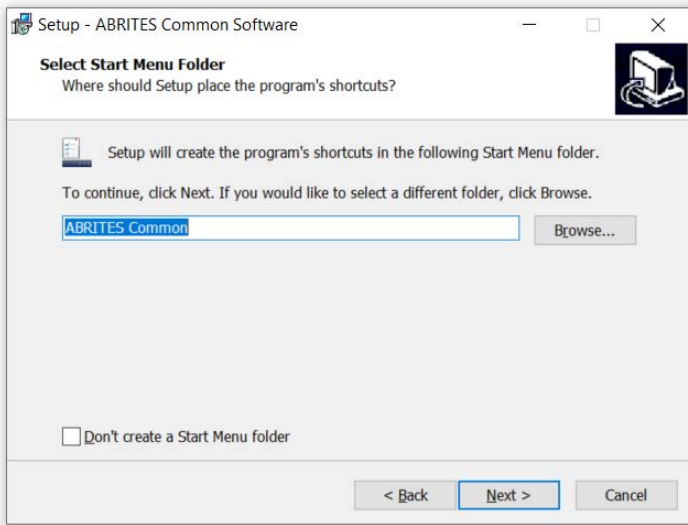 Setup - ABRITES Common Software
Select Start Menu Folder
Where should Setup place the program's shortcuts?
Setup will create the program's shortcuts in the following Start Menu folder.
To continue, click Next. If you would like to select a different folder, click Browse.
ABRITES Common
Browse...
Don't create a Start Menu folder
< Back
Next >
Cancel